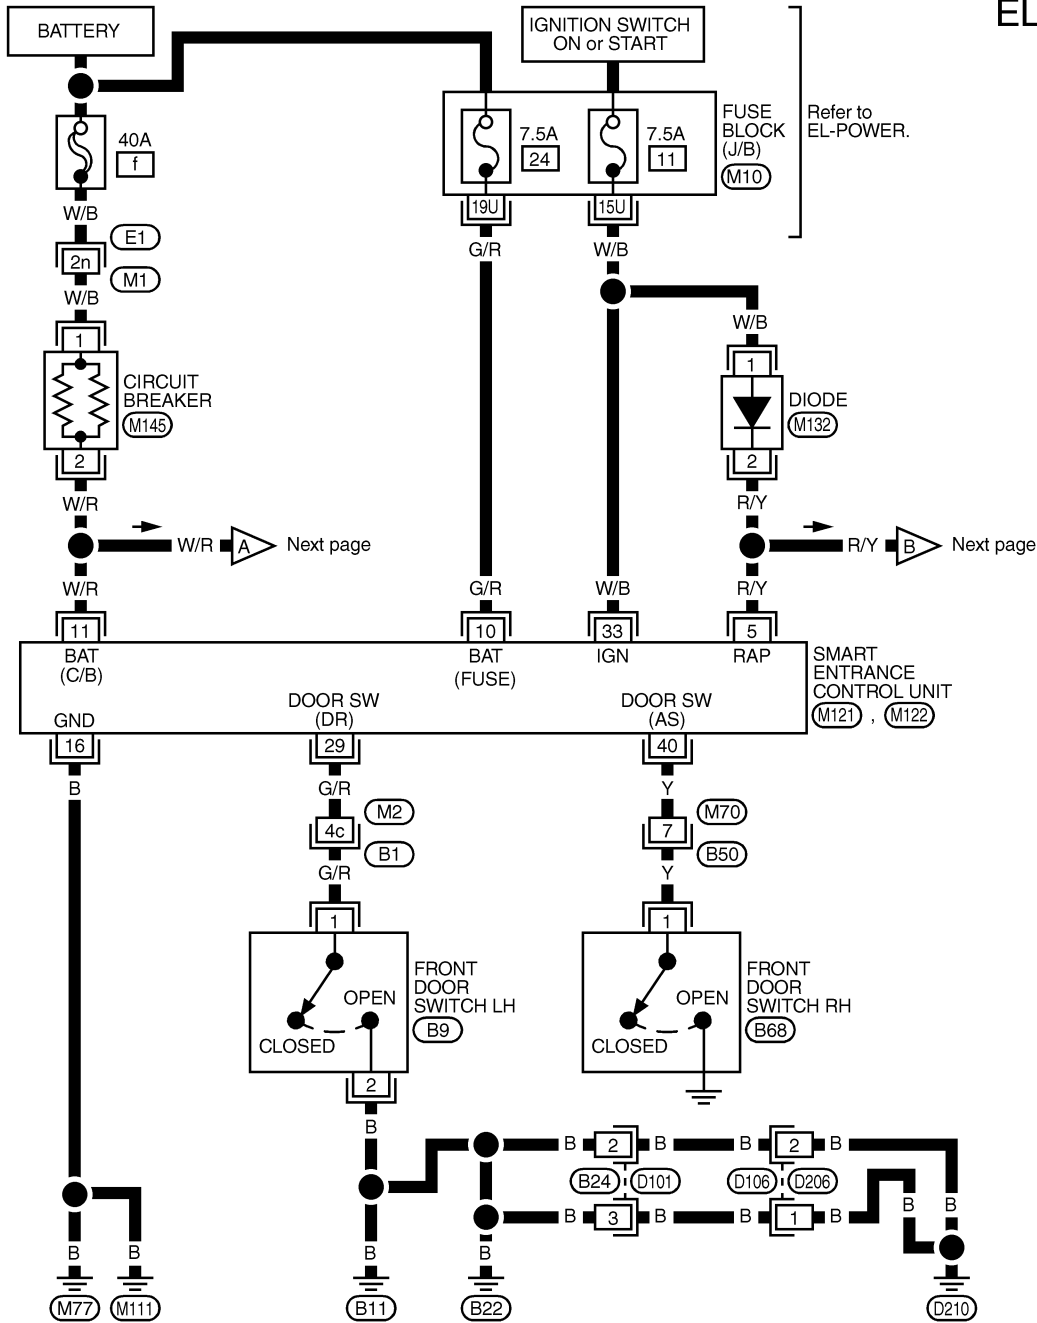 EL
BATTERY
IGNITION SWITCH
ON or START
40A
f
7.5A
24
7.5A
11
FUSE
BLOCK
(J/B)
M10
Refer to
EL-POWER.
19U
15U
W/B
E1
2n
M1
W/B
G/R
W/B
W/B
1
CIRCUIT
BREAKER
M145
2
1
DIODE
M132
2
W/R
R/Y
W/R
A
Next page
R/Y
B
Next page
W/R
G/R
W/B
R/Y
11
10
33
5
BAT
(C/B)
BAT
(FUSE)
IGN
RAP
SMART
ENTRANCE
CONTROL UNIT
M121 , M122
GND
DOOR SW
(DR)
DOOR SW
(AS)
16
29
40
B
G/R
Y
M2
4c
B1
M70
7
B50
G/R
Y
1
1
OPEN
CLOSED
FRONT
DOOR
SWITCH LH
B9
OPEN
CLOSED
FRONT
DOOR
SWITCH RH
B68
2
B
B
2
B
B
2
B
B24
D101
D106
D206
B
3
B
B
1
B
B
B
B
B
B
B
M77
M111
B11
B22
D210